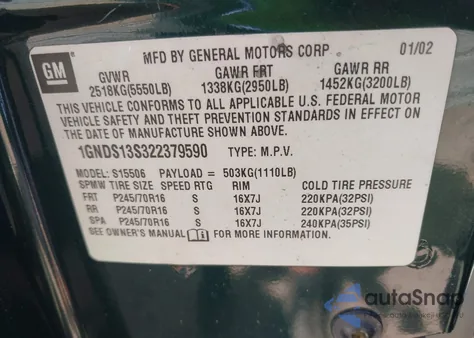 MFD BY GENERAL MOTORS CORP 01/02
GM
GVWR GAWR FRT GAWR RR
2518KG(5550LB) 1338KG(2950LB) 1452KG(3200LB)
THIS VEHICLE CONFORMS TO ALL APPLICABLE U.S. FEDERAL MOTOR
VEHICLE SAFETY AND THEFT PREVENTION STANDARDS IN EFFECT ON
THE DATE OF MANUFACTURE SHOWN ABOVE.
1GNDS13S322379590 TYPE: M.P.V.
MODEL: S15506 PAYLOAD = 503KG(1110LB)
SPMW TIRE SIZE SPEED RTG RIM COLD TIRE PRESSURE
FRT P245/70R16 S 16X7J 220KPA(32PSI)
RR P245/70R16 S 16X7J 220KPA(32PSI)
SPA P245/70R16 S 16X7J 240KPA(35PSI)
SEE OWNER'S MANUAL FOR MORE INFORMATION.
autoSnap